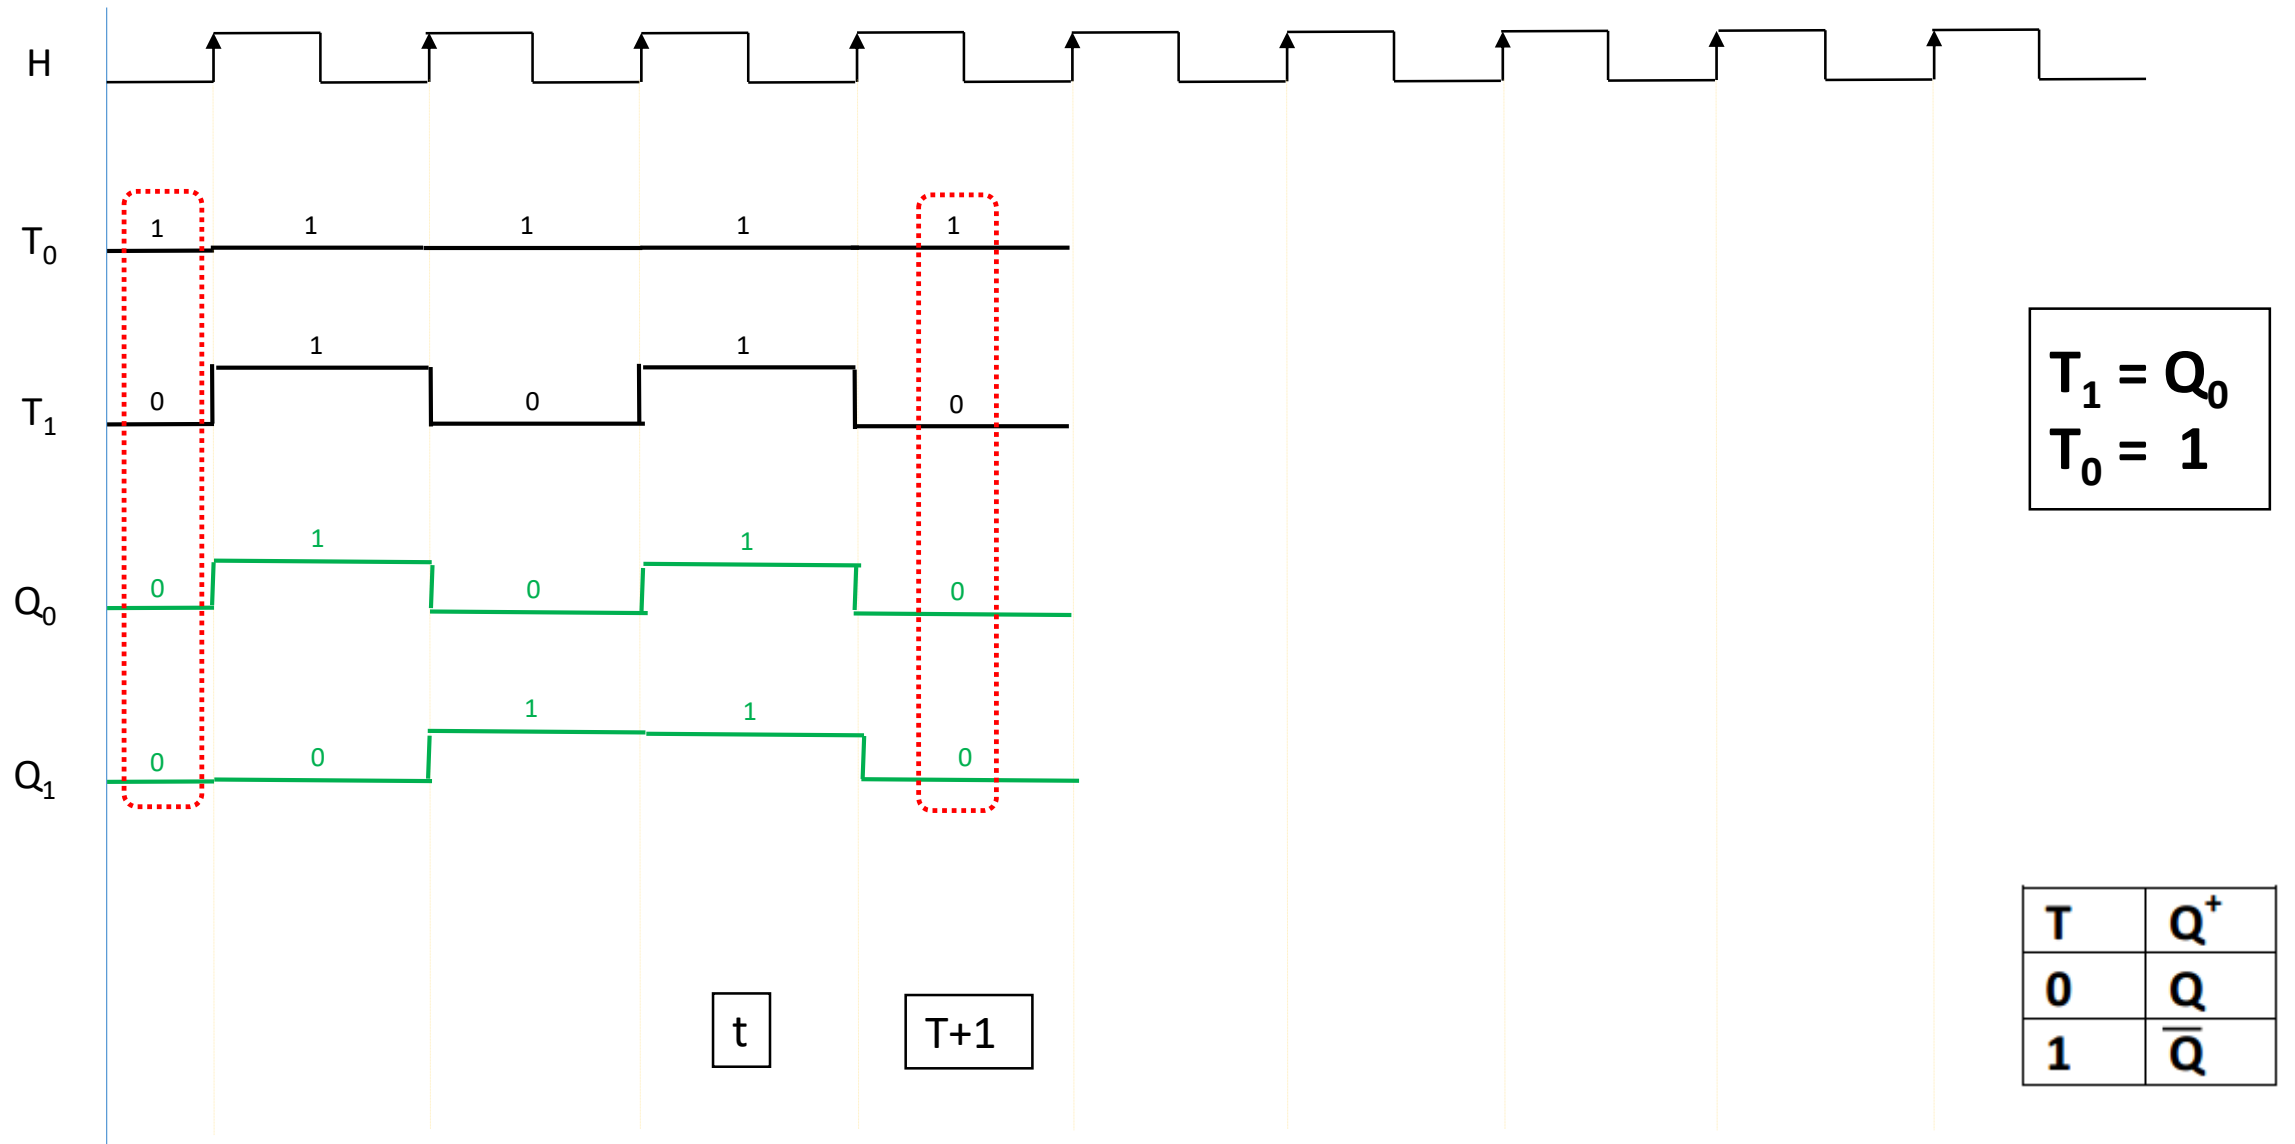 H
T₀ 1 1 1 1 1
T₁ 0 1 0 1 0
Q₀ 0 1 0 1 0
Q₁ 0 0 1 1 0
T₁ = Q₀
T₀ = 1
t T+1
T Q⁺
0 Q
1 Q̅